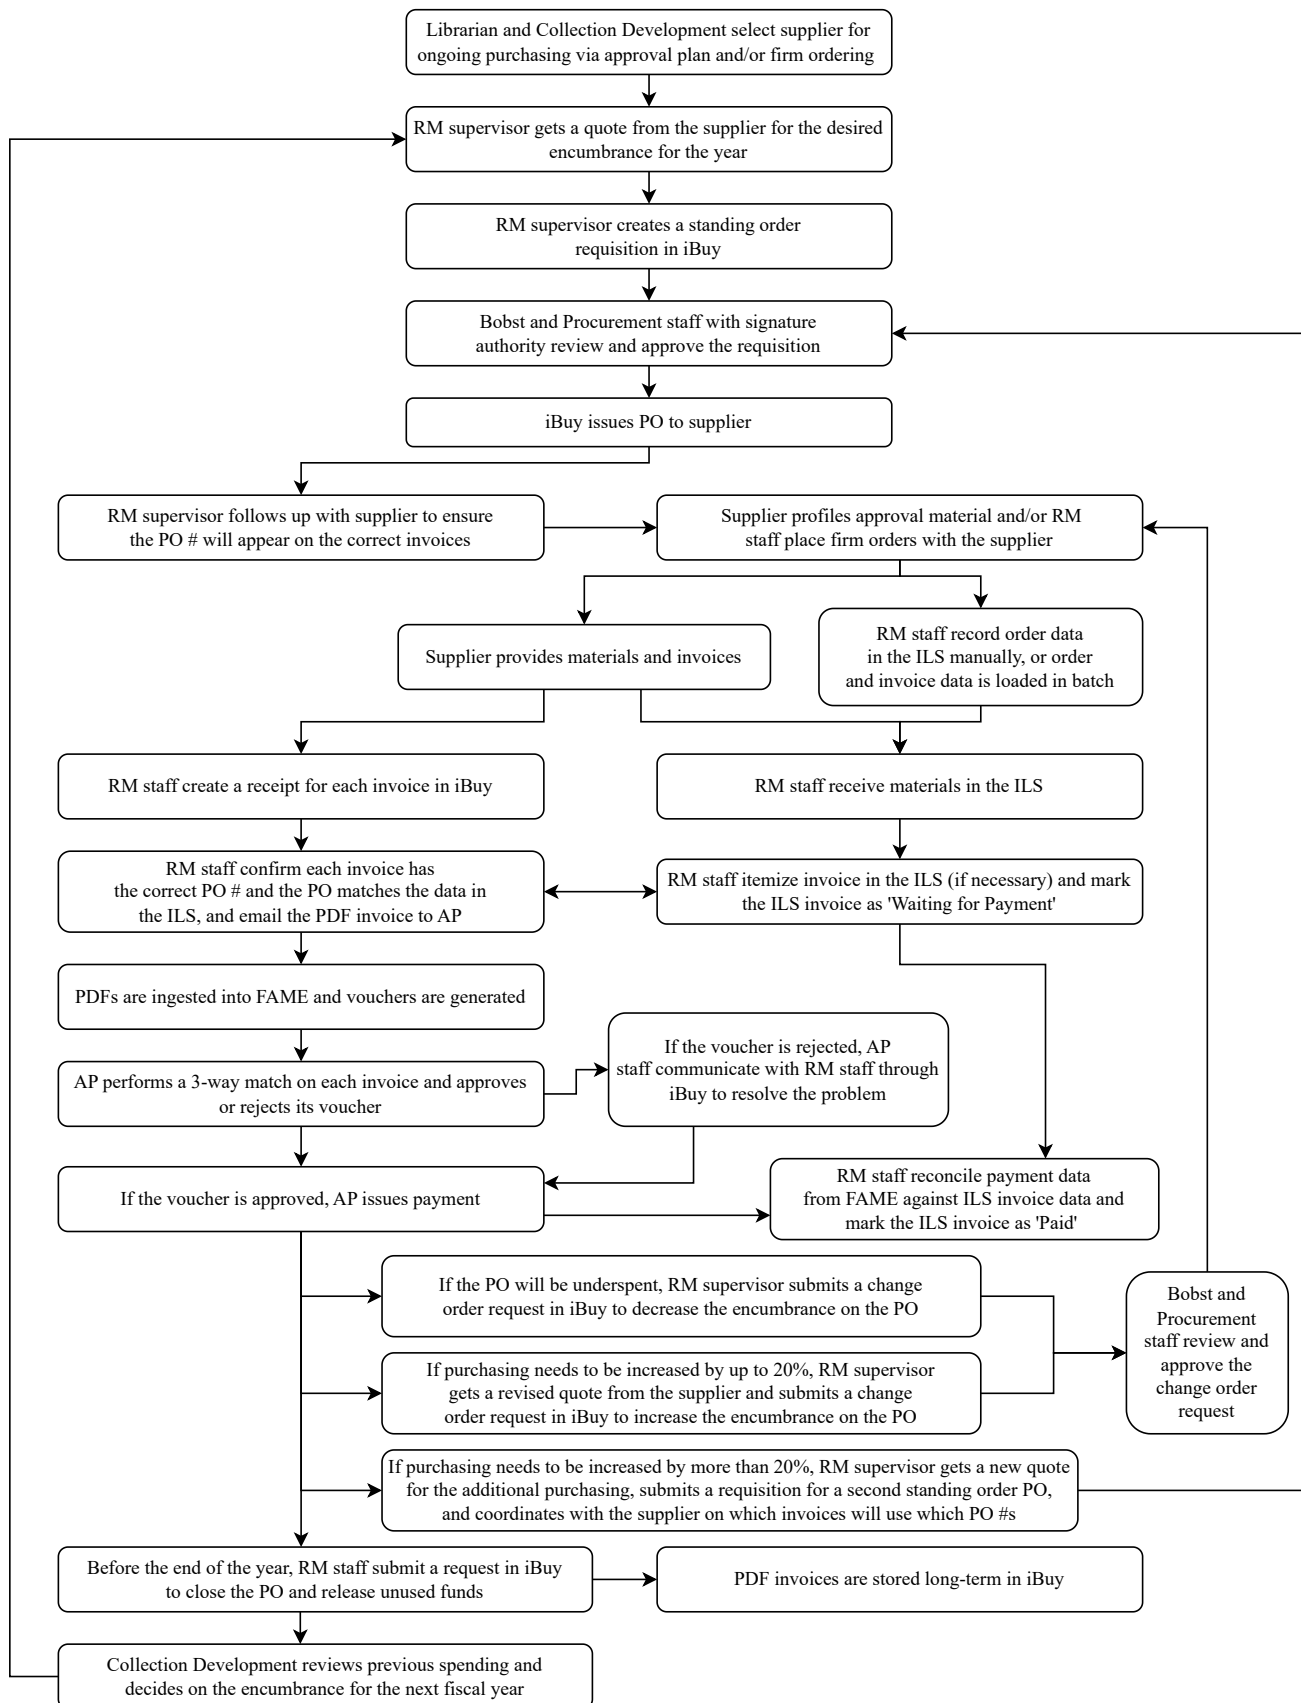 Librarian and Collection Development select supplier for
ongoing purchasing via approval plan and/or firm ordering
RM supervisor gets a quote from the supplier for the desired
encumbrance for the year
RM supervisor creates a standing order
requisition in iBuy
Bobst and Procurement staff with signature
authority review and approve the requisition
iBuy issues PO to supplier
RM supervisor follows up with supplier to ensure
the PO # will appear on the correct invoices
Supplier profiles approval material and/or RM
staff place firm orders with the supplier
Supplier provides materials and invoices
RM staff record order data
in the ILS manually, or order
and invoice data is loaded in batch
RM staff create a receipt for each invoice in iBuy
RM staff receive materials in the ILS
RM staff confirm each invoice has
the correct PO # and the PO matches the data in
the ILS, and email the PDF invoice to AP
RM staff itemize invoice in the ILS (if necessary) and mark
the ILS invoice as 'Waiting for Payment'
PDFs are ingested into FAME and vouchers are generated
If the voucher is rejected, AP
staff communicate with RM staff through
iBuy to resolve the problem
AP performs a 3-way match on each invoice and approves
or rejects its voucher
If the voucher is approved, AP issues payment
RM staff reconcile payment data
from FAME against ILS invoice data and
mark the ILS invoice as 'Paid'
If the PO will be underspent, RM supervisor submits a change
order request in iBuy to decrease the encumbrance on the PO
If purchasing needs to be increased by up to 20%, RM supervisor
gets a revised quote from the supplier and submits a change
order request in iBuy to increase the encumbrance on the PO
Bobst and
Procurement
staff review and
approve the
change order
request
If purchasing needs to be increased by more than 20%, RM supervisor gets a new quote
for the additional purchasing, submits a requisition for a second standing order PO,
and coordinates with the supplier on which invoices will use which PO #s
Before the end of the year, RM staff submit a request in iBuy
to close the PO and release unused funds
PDF invoices are stored long-term in iBuy
Collection Development reviews previous spending and
decides on the encumbrance for the next fiscal year